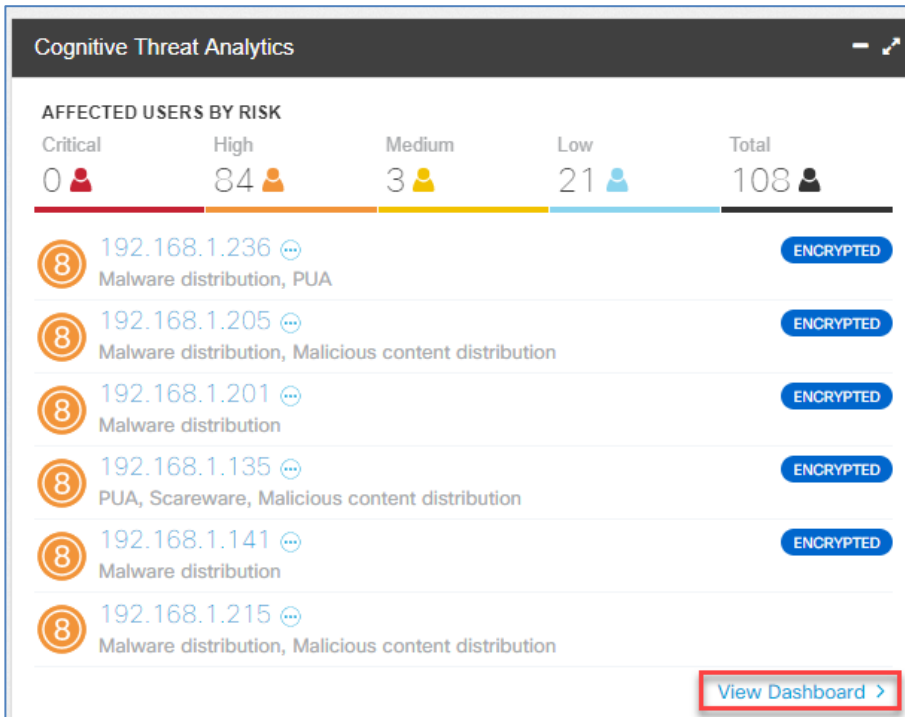 Cognitive Threat Analytics
AFFECTED USERS BY RISK
Critical High Medium Low Total
0 84 3 21 108
8 192.168.1.236 ENCRYPTED
Malware distribution, PUA
8 192.168.1.205 ENCRYPTED
Malware distribution, Malicious content distribution
8 192.168.1.201 ENCRYPTED
Malware distribution
8 192.168.1.135 ENCRYPTED
PUA, Scareware, Malicious content distribution
8 192.168.1.141 ENCRYPTED
Malware distribution
8 192.168.1.215
Malware distribution, Malicious content distribution
View Dashboard >